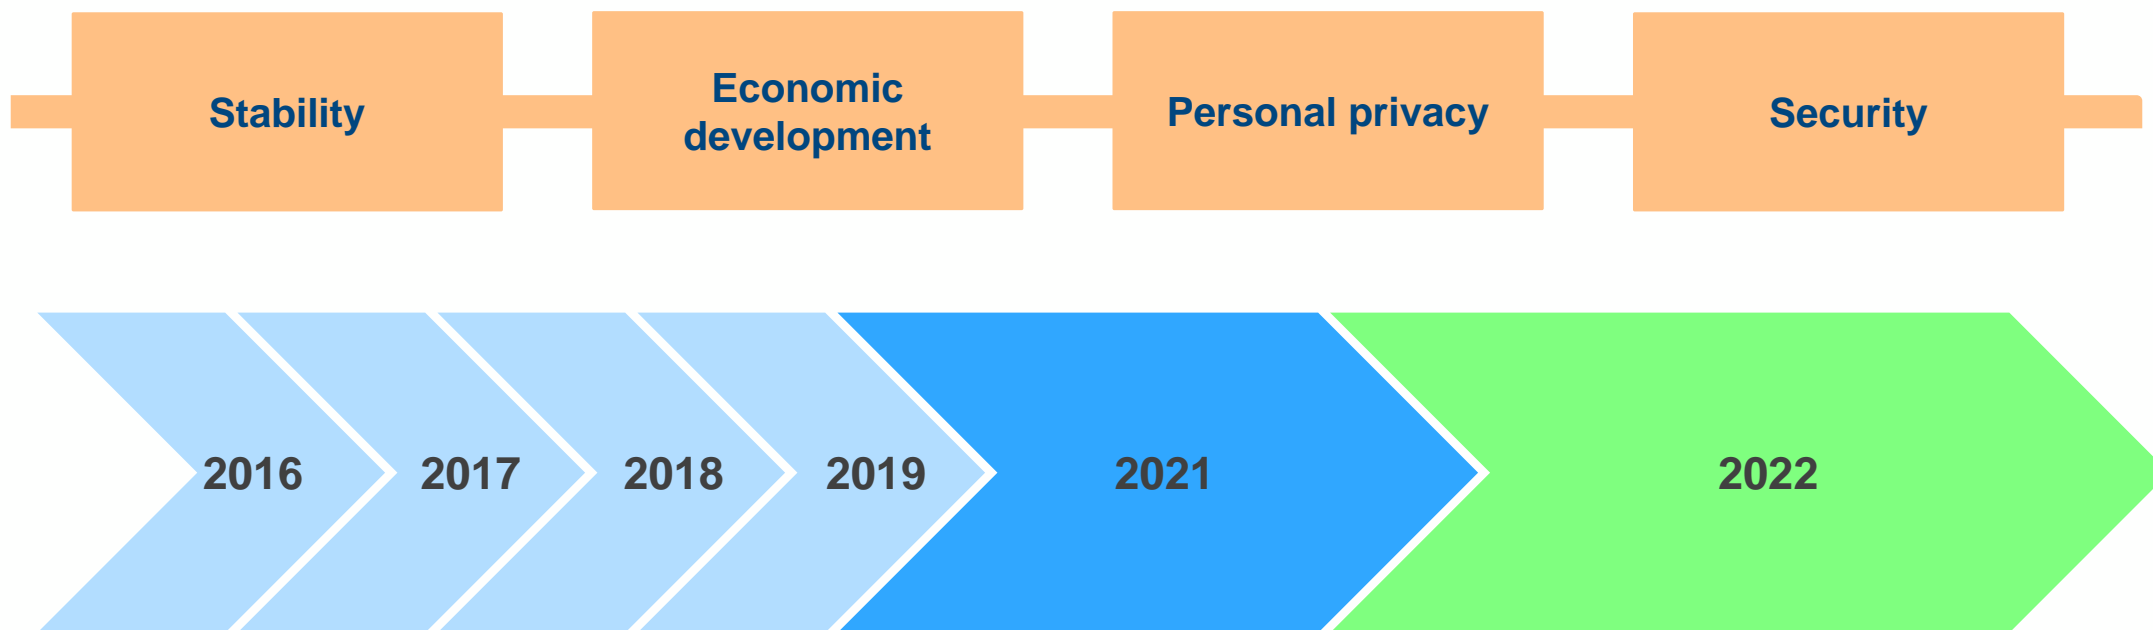 Stability
Economic
development
Personal privacy
Security
2016
2017
2018
2019
2021
2022